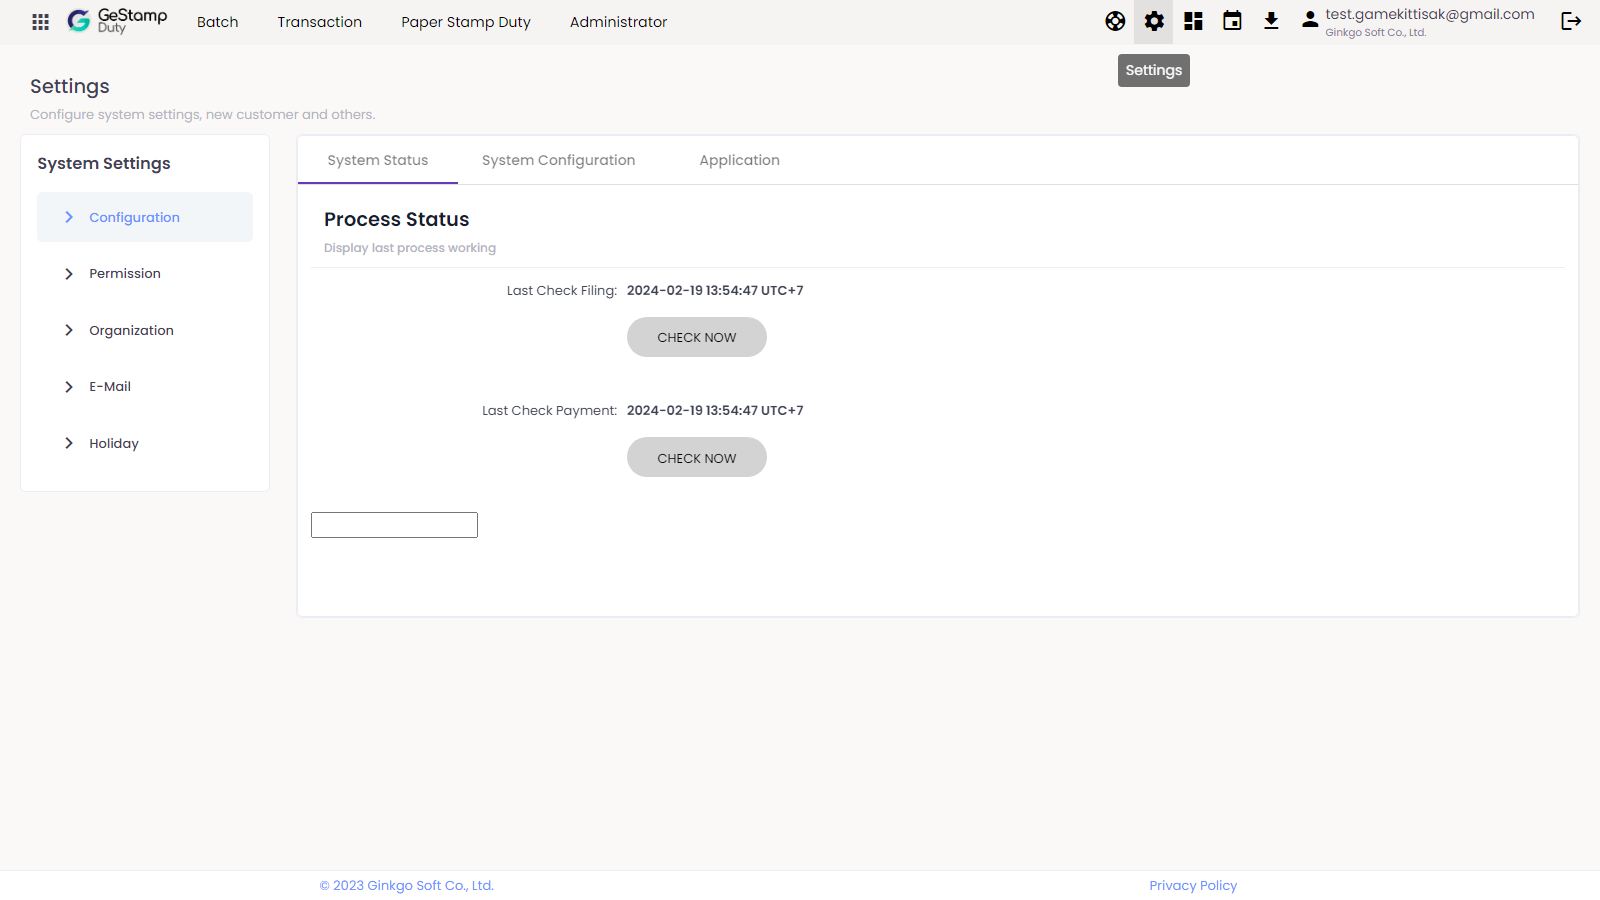 GeStamp
Duty
Batch
Transaction
Paper Stamp Duty
Administrator
test.gamekittisak@gmail.com
Ginkgo Soft Co., Ltd.
Settings
Settings
Configure system settings, new customer and others.
System Settings
Configuration
Permission
Organization
E-Mail
Holiday
System Status
System Configuration
Application
Process Status
Display last process working
Last Check Filing: 2024-02-19 13:54:47 UTC+7
CHECK NOW
Last Check Payment: 2024-02-19 13:54:47 UTC+7
CHECK NOW
© 2023 Ginkgo Soft Co., Ltd.
Privacy Policy